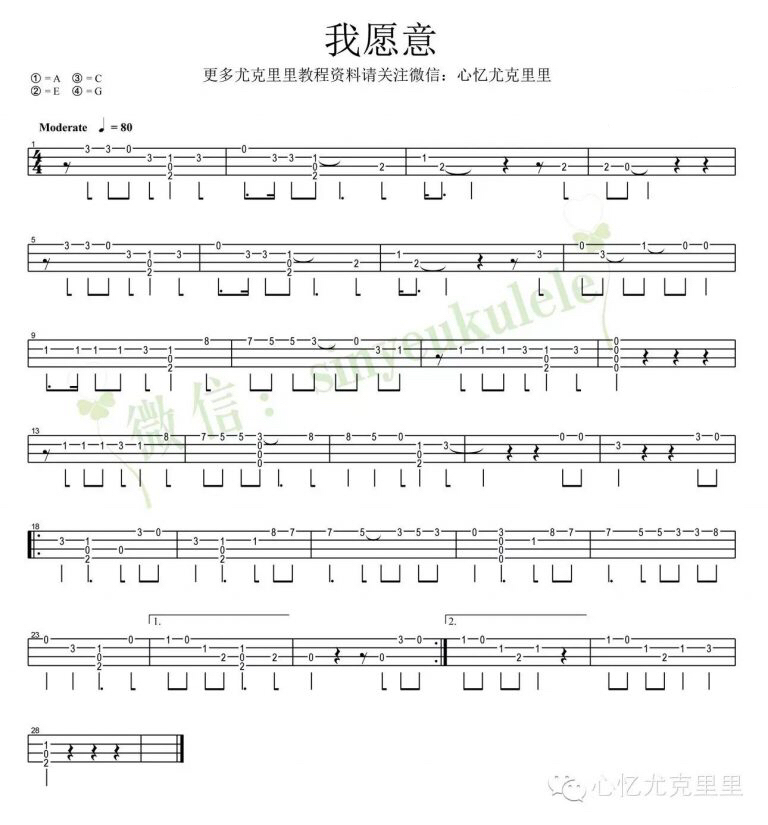 我愿意
更多尤克里里教程资料请关注微信：心忆尤克里里
① = A ③ = C
② = E ④ = G
Moderate ♩ = 80
1
4/4
5
9
13
18
23
1.
2.
28
微信：sinyeukulele
心忆尤克里里